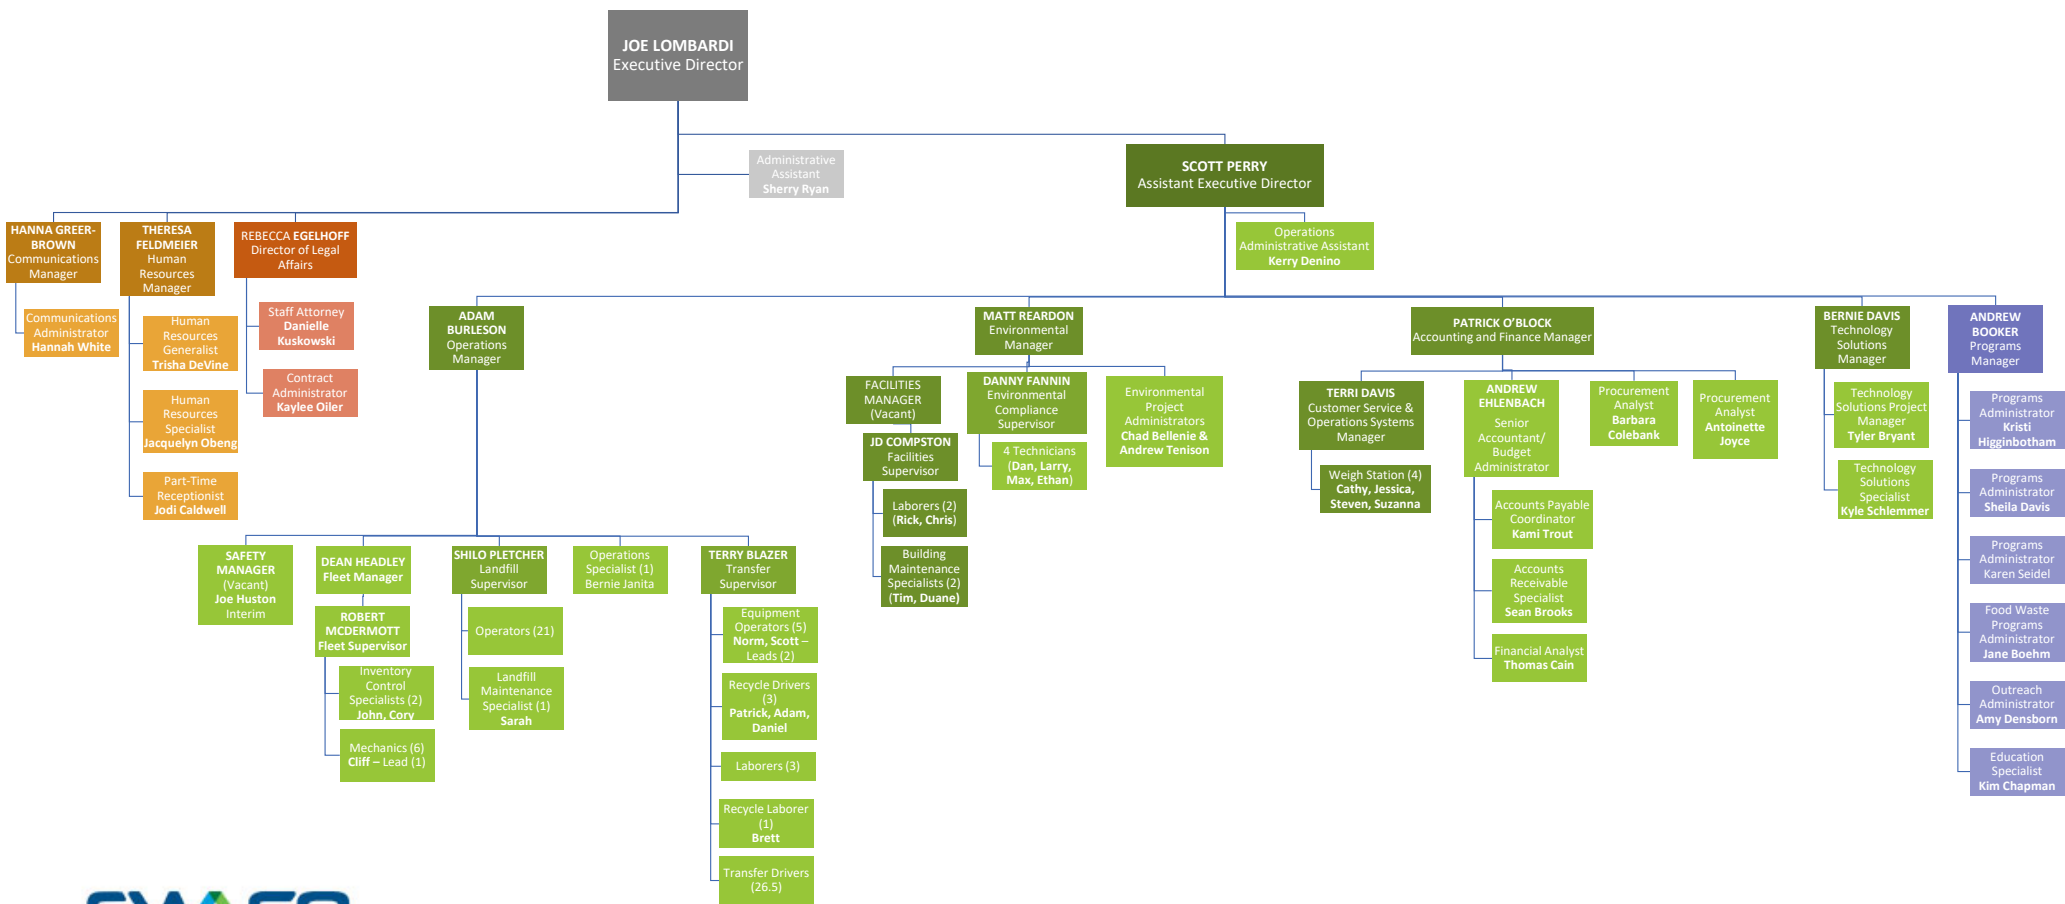 JOE LOMBARDI
Executive Director
Administrative
Assistant
Sherry Ryan
SCOTT PERRY
Assistant Executive Director
Operations
Administrative Assistant
Kerry Denino
HANNA GREER-
BROWN
Communications
Manager
Communications
Administrator
Hannah White
THERESA
FELDMEIER
Human
Resources
Manager
Human
Resources
Generalist
Trisha DeVine
Human
Resources
Specialist
Jacquelyn Obeng
Part-Time
Receptionist
Jodi Caldwell
REBECCA EGELHOFF
Director of Legal
Affairs
Staff Attorney
Danielle
Kuskowski
Contract
Administrator
Kaylee Oiler
ADAM
BURLESON
Operations
Manager
SAFETY
MANAGER
(Vacant)
Joe Huston
Interim
DEAN HEADLEY
Fleet Manager
ROBERT
MCDERMOTT
Fleet Supervisor
Inventory
Control
Specialists (2)
John, Cory
Mechanics (6)
Cliff – Lead (1)
SHILO PLETCHER
Landfill
Supervisor
Operators (21)
Landfill
Maintenance
Specialist (1)
Sarah
Operations
Specialist (1)
Bernie Janita
TERRY BLAZER
Transfer
Supervisor
Equipment
Operators (5)
Norm, Scott –
Leads (2)
Recycle Drivers
(3)
Patrick, Adam,
Daniel
Laborers (3)
Recycle Laborer
(1)
Brett
Transfer Drivers
(26.5)
MATT REARDON
Environmental
Manager
FACILITIES
MANAGER
(Vacant)
JD COMPSTON
Facilities
Supervisor
Laborers (2)
(Rick, Chris)
Building
Maintenance
Specialists (2)
(Tim, Duane)
DANNY FANNIN
Environmental
Compliance
Supervisor
4 Technicians
(Dan, Larry,
Max, Ethan)
Environmental
Project
Administrators
Chad Bellenie &
Andrew Tenison
PATRICK O'BLOCK
Accounting and Finance Manager
TERRI DAVIS
Customer Service &
Operations Systems
Manager
Weigh Station (4)
Cathy, Jessica,
Steven, Suzanna
ANDREW
EHLENBACH
Senior
Accountant/
Budget
Administrator
Accounts Payable
Coordinator
Kami Trout
Accounts
Receivable
Specialist
Sean Brooks
Financial Analyst
Thomas Cain
Procurement
Analyst
Barbara
Colebank
Procurement
Analyst
Antoinette
Joyce
BERNIE DAVIS
Technology
Solutions
Manager
Technology
Solutions Project
Manager
Tyler Bryant
Technology
Solutions
Specialist
Kyle Schlemmer
ANDREW
BOOKER
Programs
Manager
Programs
Administrator
Kristi
Higginbotham
Programs
Administrator
Sheila Davis
Programs
Administrator
Karen Seidel
Food Waste
Programs
Administrator
Jane Boehm
Outreach
Administrator
Amy Densborn
Education
Specialist
Kim Chapman